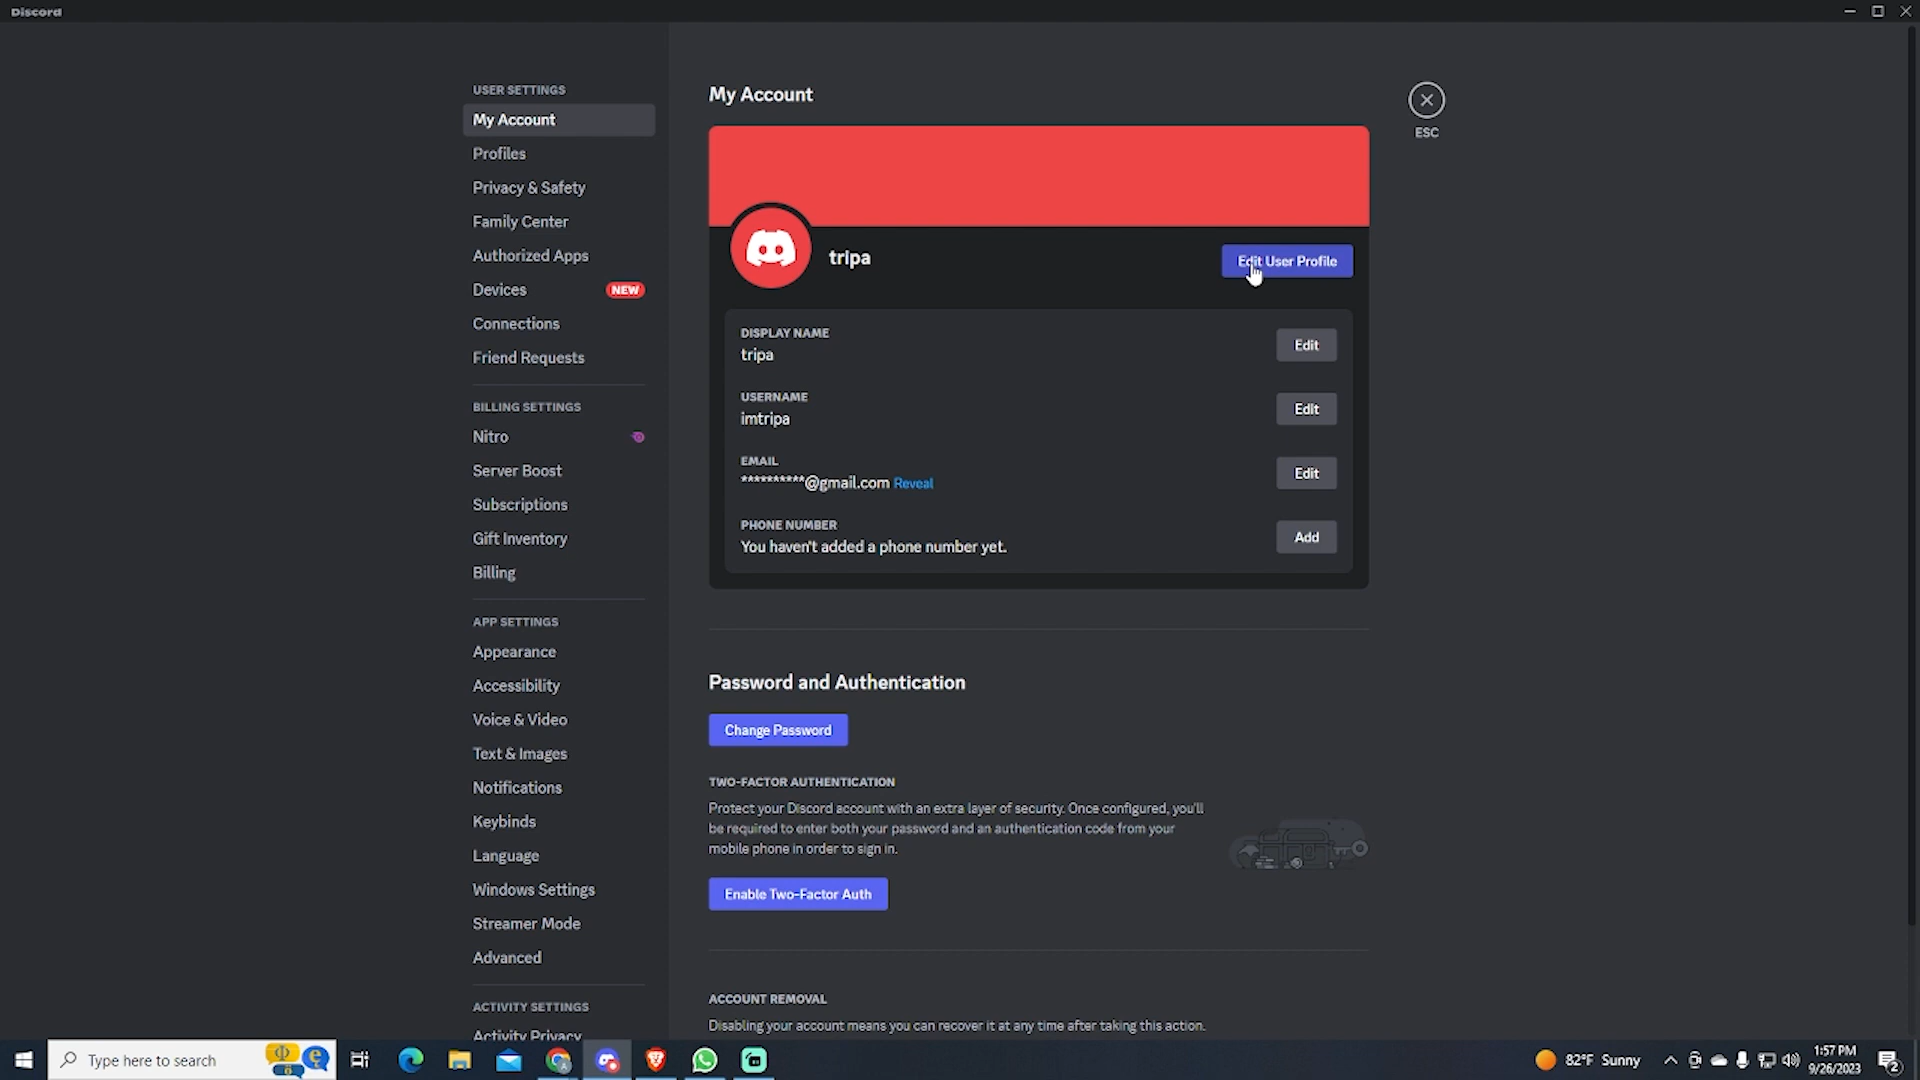 Discord
USER SETTINGS
My Account
Profiles
Privacy & Safety
Family Center
Authorized Apps
Devices NEW
Connections
Friend Requests
BILLING SETTINGS
Nitro
Server Boost
Subscriptions
Gift Inventory
Billing
APP SETTINGS
Appearance
Accessibility
Voice & Video
Text & Images
Notifications
Keybinds
Language
Windows Settings
Streamer Mode
Advanced
ACTIVITY SETTINGS
Activity Privacy
My Account
ESC
tripa
Edit User Profile
DISPLAY NAME
tripa
Edit
USERNAME
imtripa
Edit
EMAIL
**********@gmail.com Reveal
Edit
PHONE NUMBER
You haven't added a phone number yet.
Add
Password and Authentication
Change Password
TWO-FACTOR AUTHENTICATION
Protect your Discord account with an extra layer of security. Once configured, you'll
be required to enter both your password and an authentication code from your
mobile phone in order to sign in.
Enable Two-Factor Auth
ACCOUNT REMOVAL
Disabling your account means you can recover it at any time after taking this action.
Type here to search
82°F Sunny
1:57 PM
9/26/2023
2